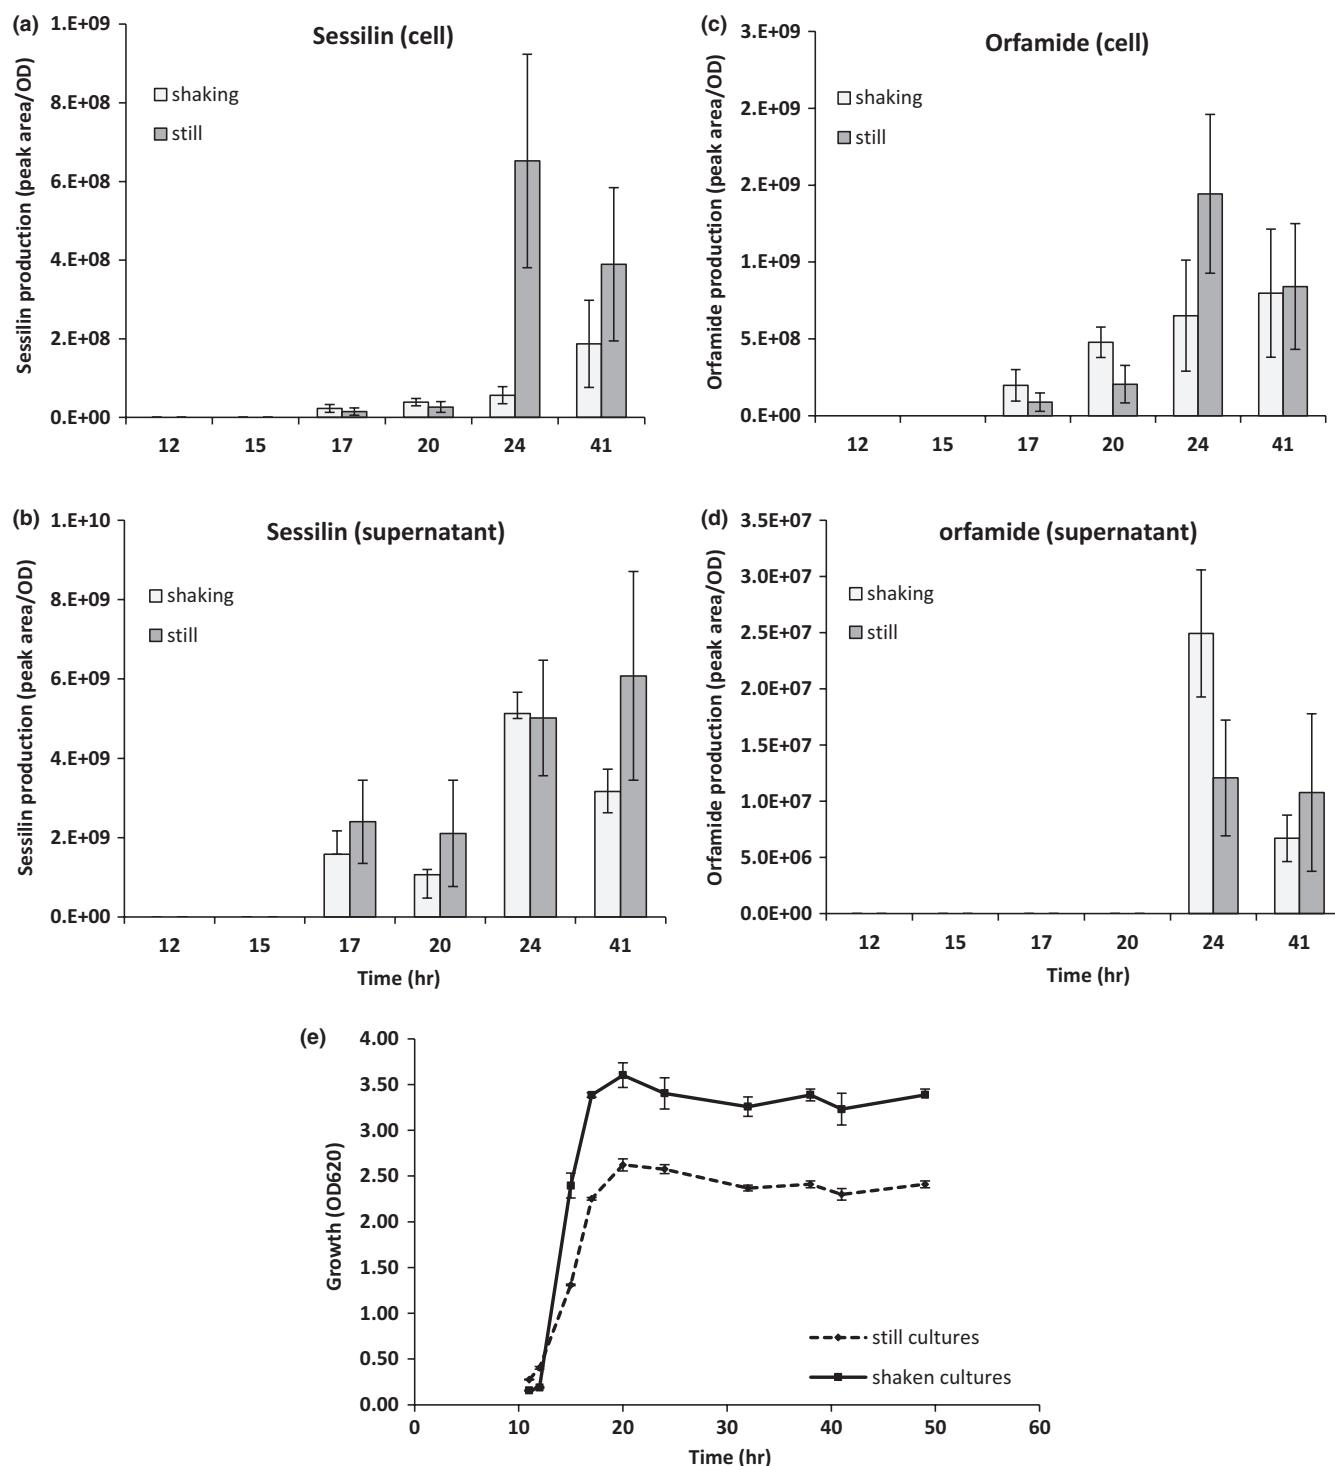 (a)
Sessilin (cell)
Sessilin production (peak area/OD)
1.E+09
8.E+08
6.E+08
4.E+08
2.E+08
0.E+00
shaking
still
12 15 17 20 24 41
(c)
Orfamide (cell)
Orfamide production (peak area/OD)
3.E+09
2.E+09
2.E+09
1.E+09
5.E+08
0.E+00
shaking
still
12 15 17 20 24 41
(b)
Sessilin (supernatant)
Sessilin production (peak area/OD)
1.E+10
8.E+09
6.E+09
4.E+09
2.E+09
0.E+00
shaking
still
12 15 17 20 24 41
Time (hr)
(d)
orfamide (supernatant)
Orfamide production (peak area/OD)
3.5E+07
3.0E+07
2.5E+07
2.0E+07
1.5E+07
1.0E+07
5.0E+06
0.0E+00
shaking
still
12 15 17 20 24 41
Time (hr)
(e)
Growth (OD620)
4.00
3.50
3.00
2.50
2.00
1.50
1.00
0.50
0.00
still cultures
shaken cultures
0 10 20 30 40 50 60
Time (hr)